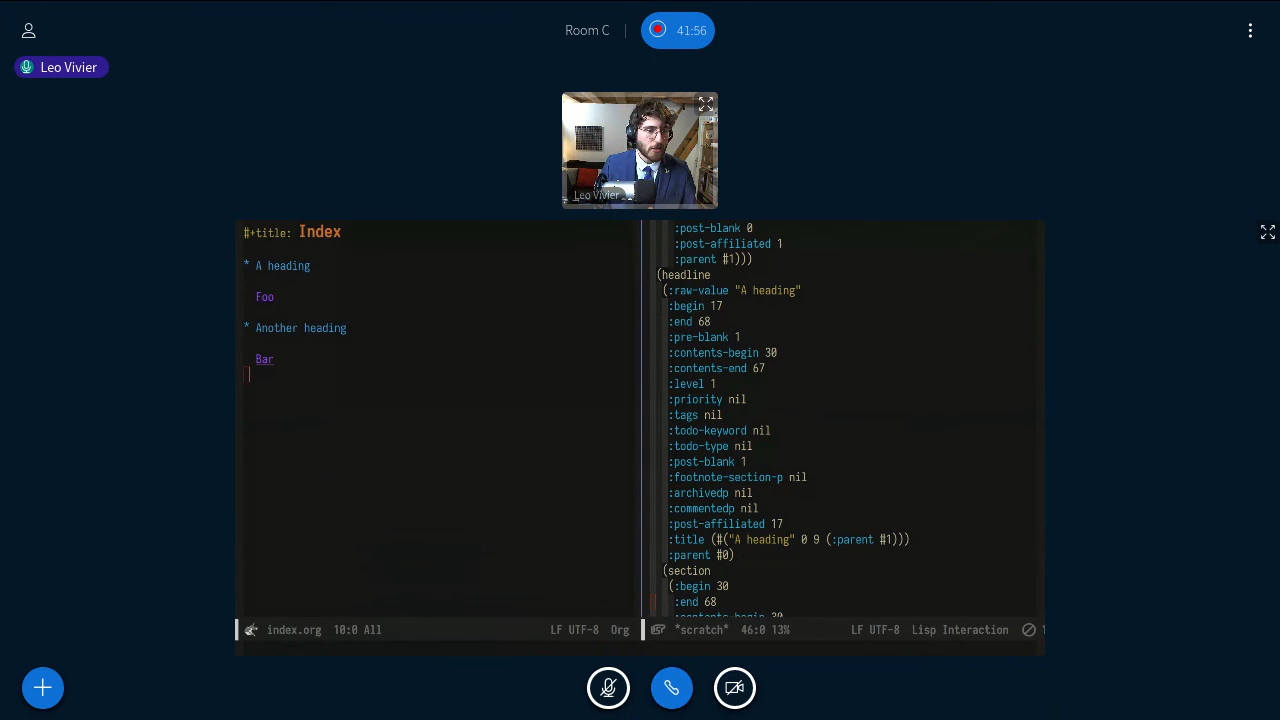 Room C
41:56
Leo Vivier
Leo Vivier
#+title: Index
* A heading
Foo
* Another heading
Bar
index.org 10:0 All LF UTF-8 Org
:post-blank 0
:post-affiliated 1
:parent #1)))
(headline
(:raw-value "A heading"
:begin 17
:end 68
:pre-blank 1
:contents-begin 30
:contents-end 67
:level 1
:priority nil
:tags nil
:todo-keyword nil
:todo-type nil
:post-blank 1
:footnote-section-p nil
:archivedp nil
:commentedp nil
:post-affiliated 17
:title (#("A heading" 0 9 (:parent #1)))
:parent #0)
(section
(:begin 30
:end 68
:contents-begin 30
*scratch* 46:0 13% LF UTF-8 Lisp Interaction 1